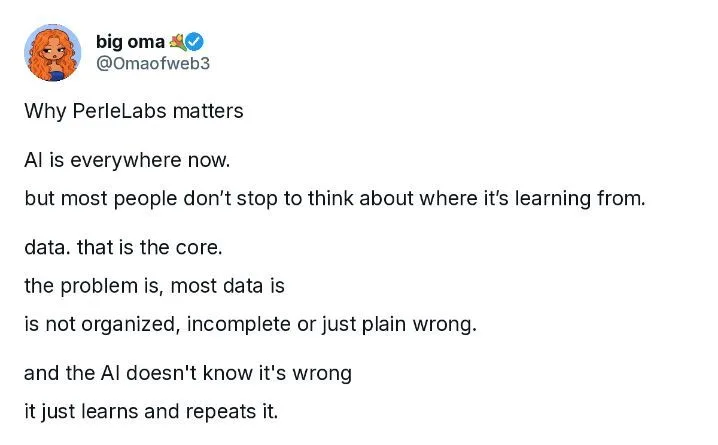 big oma
@Omaofweb3
Why PerleLabs matters
AI is everywhere now.
but most people don’t stop to think about where it’s learning from.
data. that is the core.
the problem is, most data is
is not organized, incomplete or just plain wrong.
and the AI doesn't know it's wrong
it just learns and repeats it.